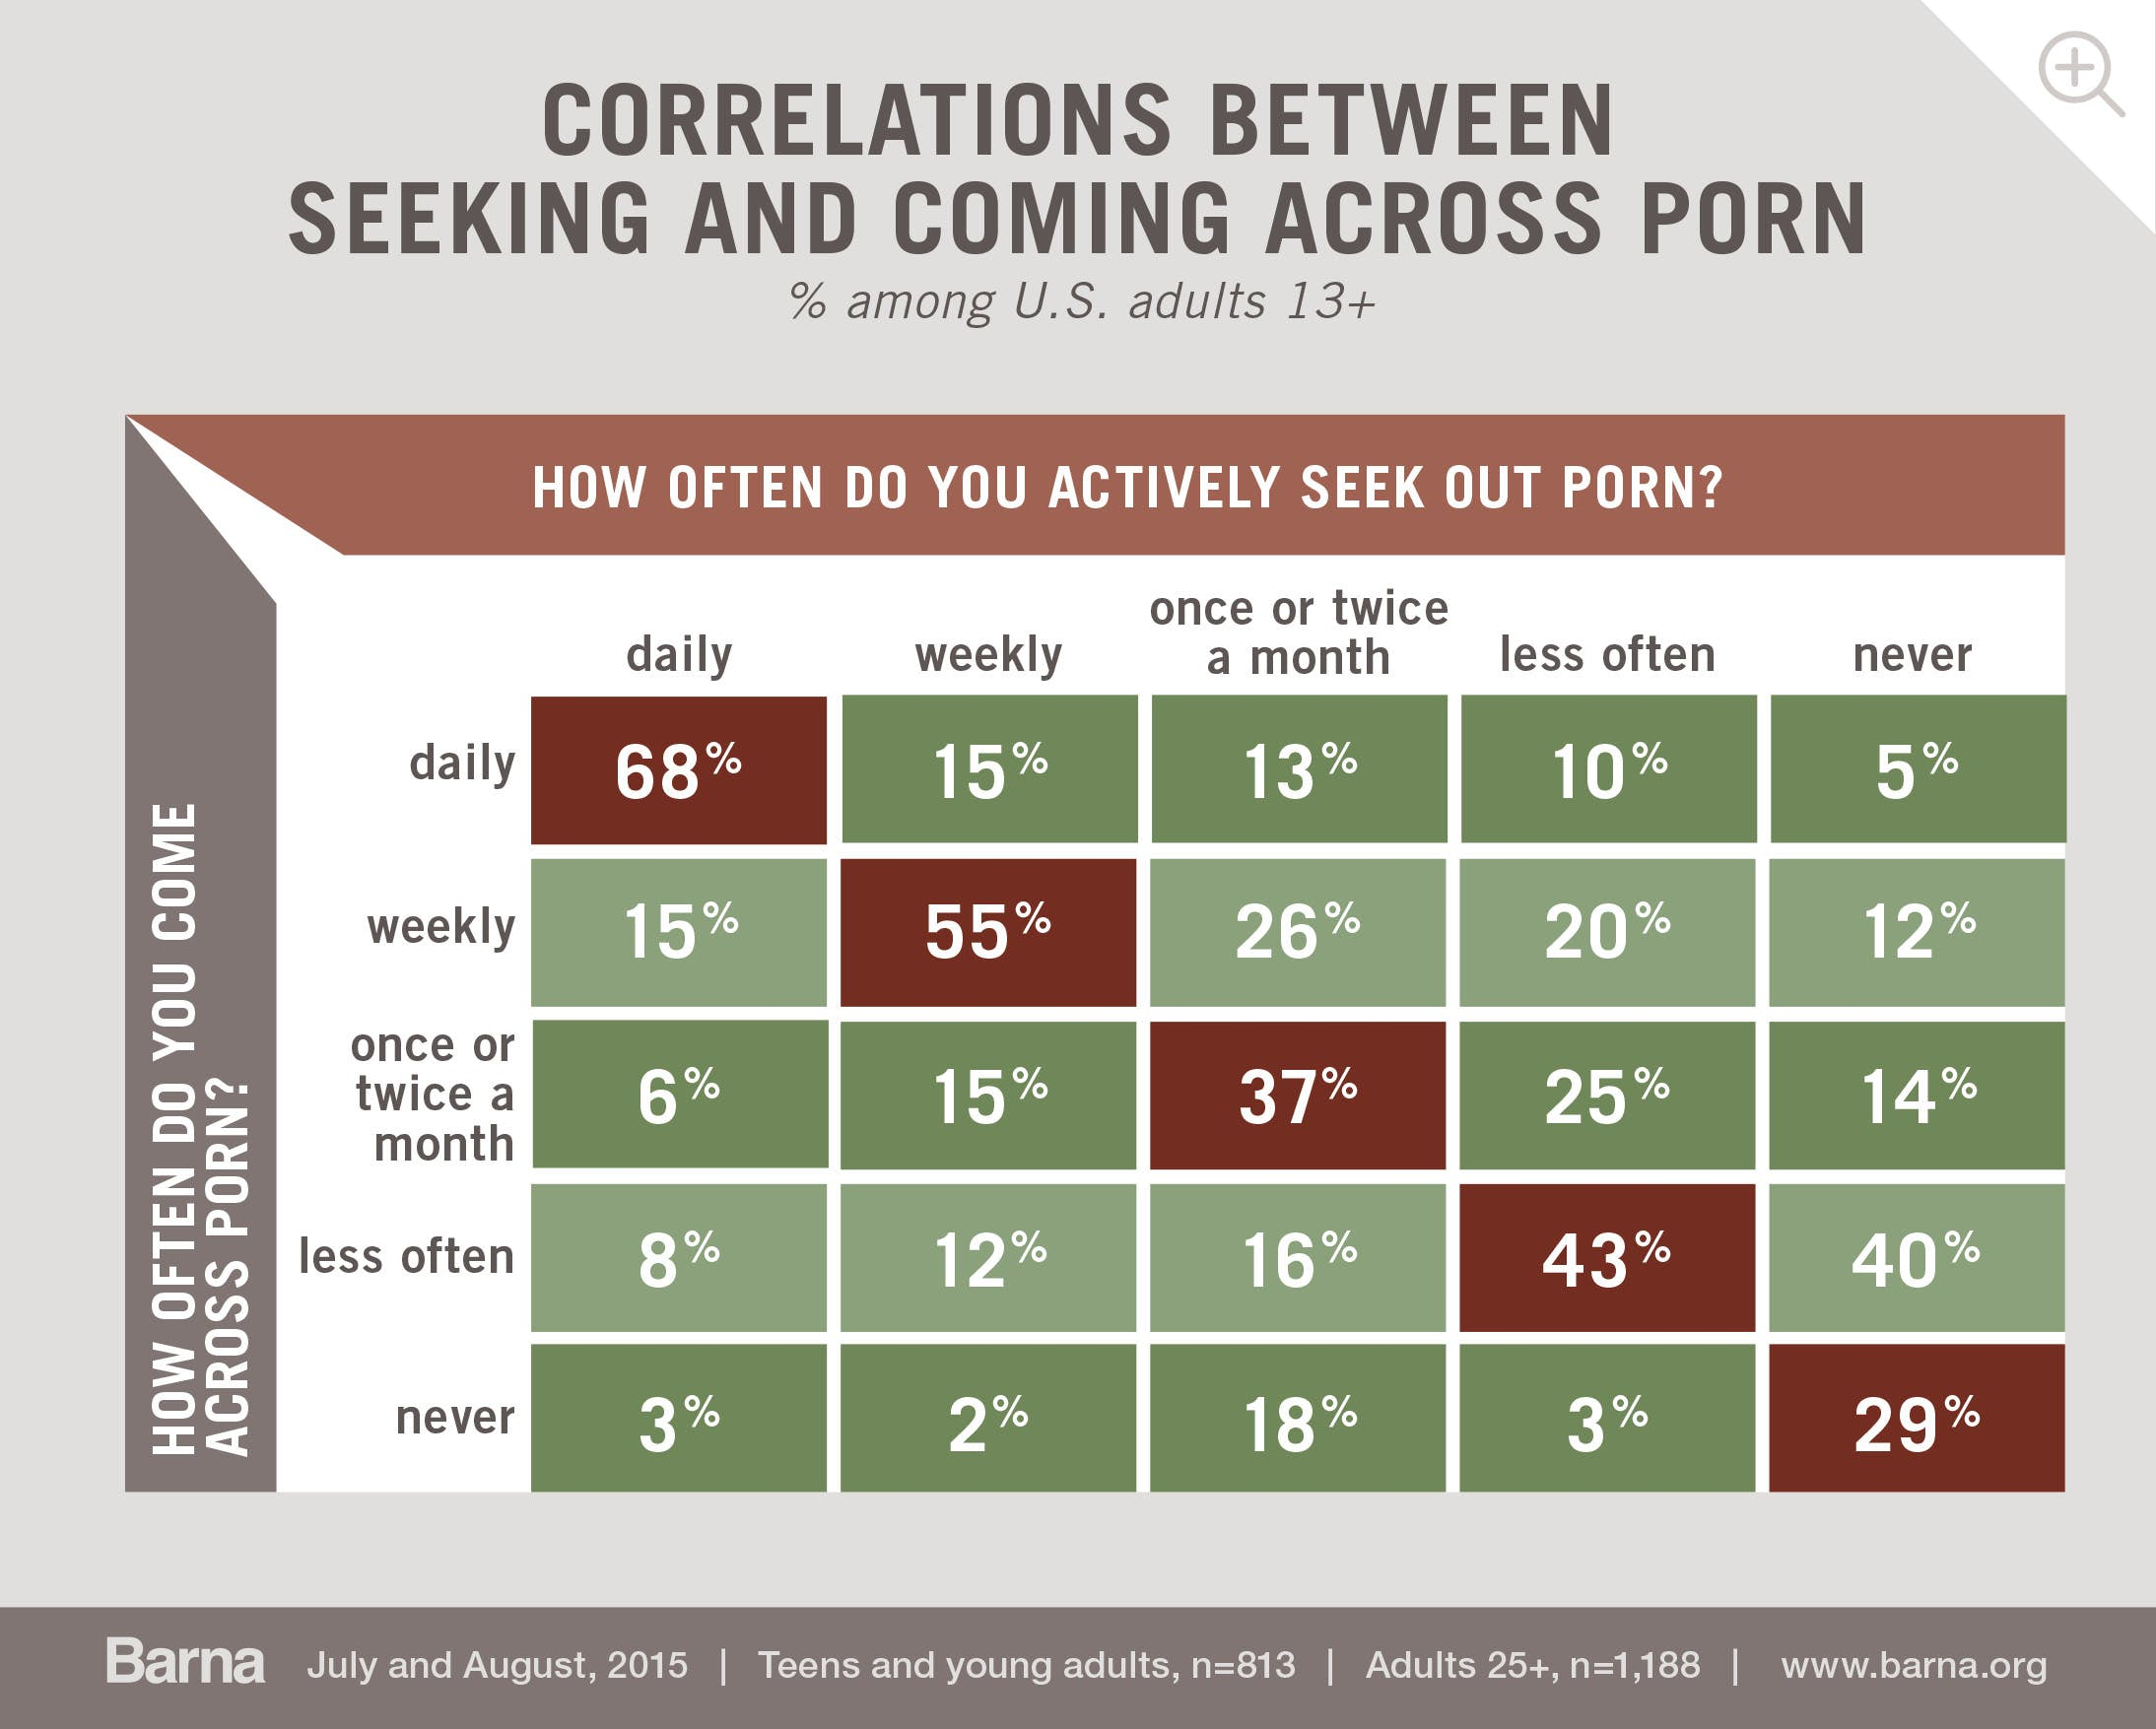 CORRELATIONS BETWEEN
SEEKING AND COMING ACROSS PORN
% among U.S. adults 13+
HOW OFTEN DO YOU ACTIVELY SEEK OUT PORN?
HOW OFTEN DO YOU COME
ACROSS PORN?
daily weekly once or twice
a month less often never
daily 68% 15% 13% 10% 5%
weekly 15% 55% 26% 20% 12%
once or
twice a
month 6% 15% 37% 25% 14%
less often 8% 12% 16% 43% 40%
never 3% 2% 18% 3% 29%
Barna July and August, 2015 | Teens and young adults, n=813 | Adults 25+, n=1,188 | www.barna.org